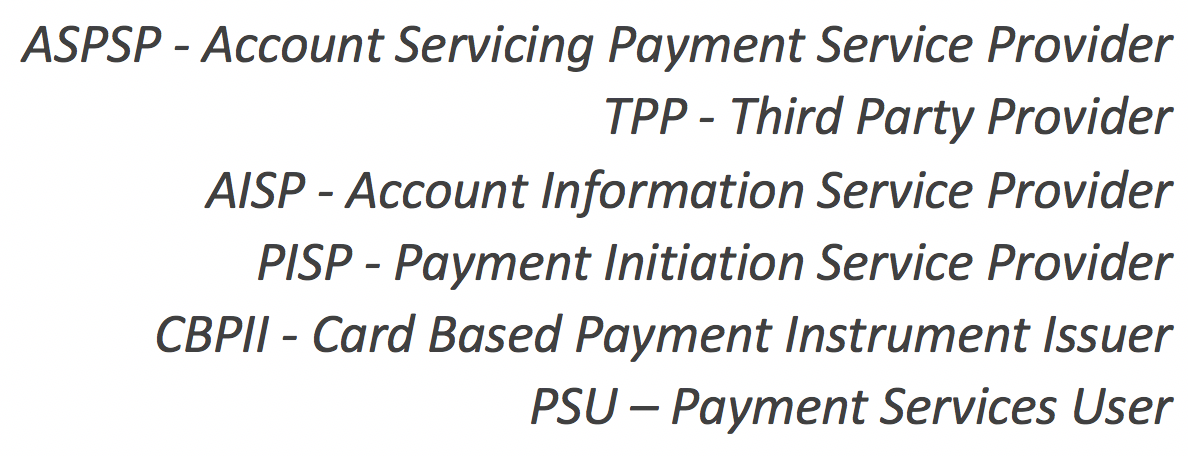 ASPSP - Account Servicing Payment Service Provider
TPP - Third Party Provider
AISP - Account Information Service Provider
PISP - Payment Initiation Service Provider
CBPII - Card Based Payment Instrument Issuer
PSU – Payment Services User